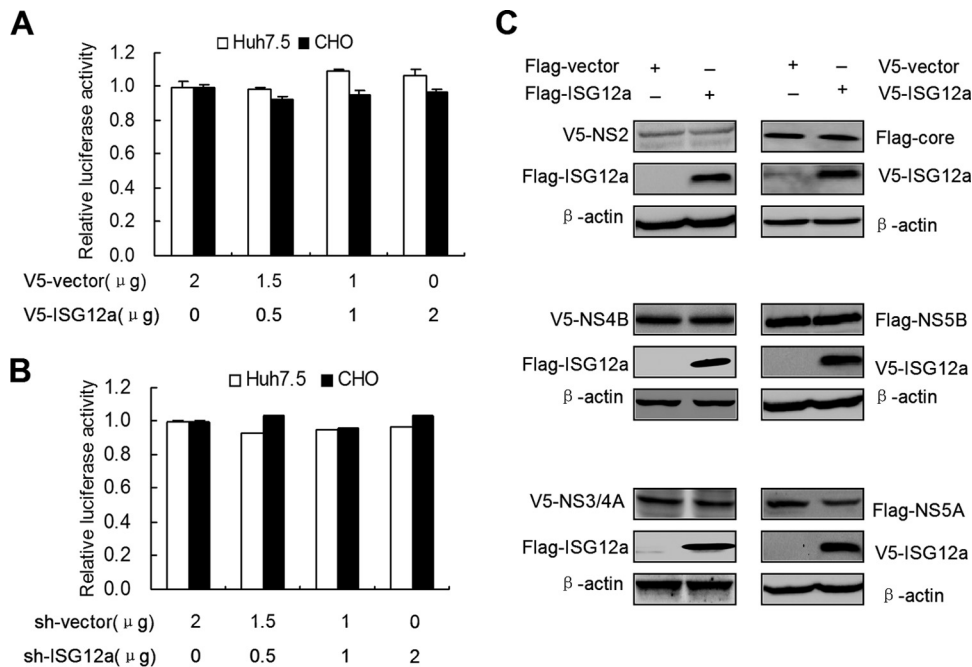 A
Huh7.5 CHO
Relative luciferase activity
1.2
1.0
0.8
0.6
0.4
0.2
0.0
V5-vector(μg) 2 1.5 1 0
V5-ISG12a(μg) 0 0.5 1 2
B
Huh7.5 CHO
Relative luciferase activity
1.2
1.0
0.8
0.6
0.4
0.2
0.0
sh-vector(μg) 2 1.5 1 0
sh-ISG12a(μg) 0 0.5 1 2
C
Flag-vector + – + – V5-vector
Flag-ISG12a – + – + V5-ISG12a
V5-NS2 Flag-core
Flag-ISG12a V5-ISG12a
β-actin β-actin
V5-NS4B Flag-NS5B
Flag-ISG12a V5-ISG12a
β-actin β-actin
V5-NS3/4A Flag-NS5A
Flag-ISG12a V5-ISG12a
β-actin β-actin